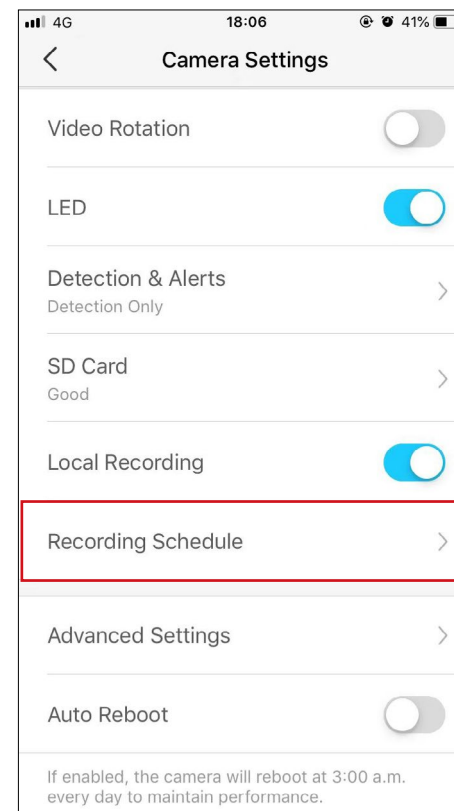 4G 18:06 41%
Camera Settings
Video Rotation
LED
Detection & Alerts
Detection Only
SD Card
Good
Local Recording
Recording Schedule
Advanced Settings
Auto Reboot
If enabled, the camera will reboot at 3:00 a.m.
every day to maintain performance.